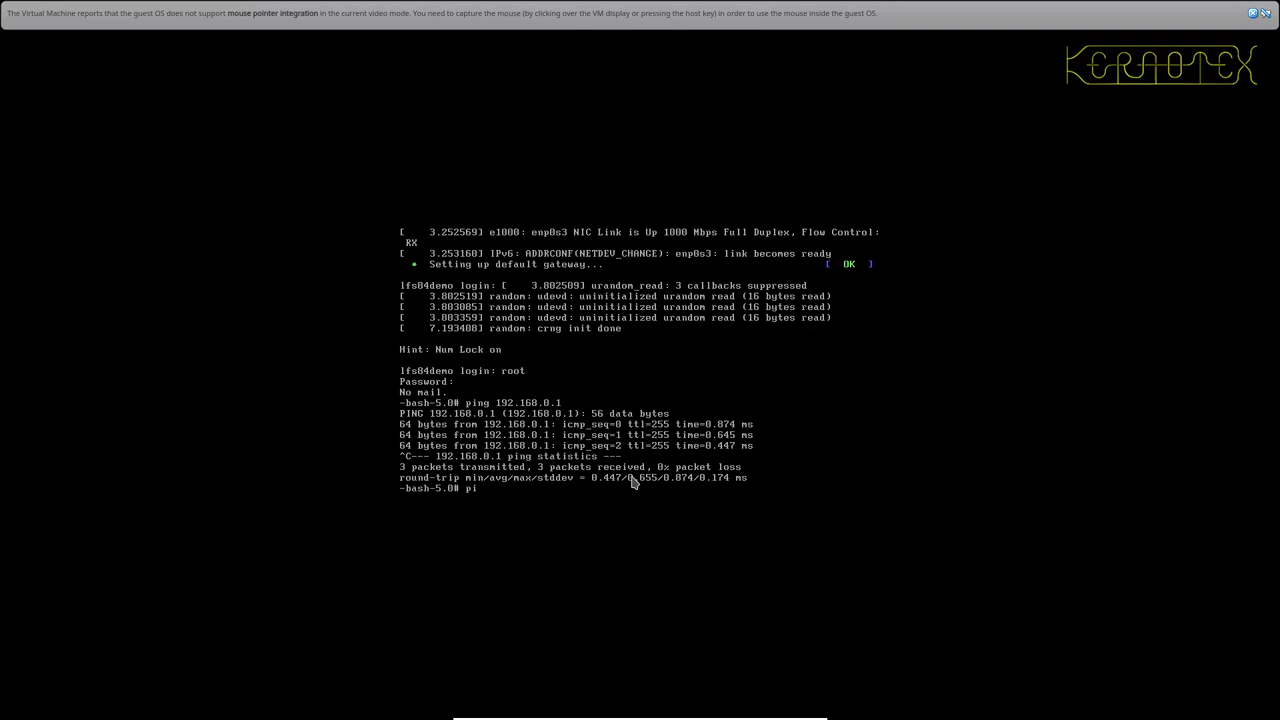 The Virtual Machine reports that the guest OS does not support mouse pointer integration in the current video mode. You need to capture the mouse (by clicking over the VM display or pressing the host key) in order to use the mouse inside the guest OS.
KERNOTEX
[    3.252569] e1000: enp0s3 NIC Link is Up 1000 Mbps Full Duplex, Flow Control:
 RX
[    3.253160] IPv6: ADDRCONF(NETDEV_CHANGE): enp0s3: link becomes ready
  *  Setting up default gateway...                                     [  OK  ]
lfs84demo login: [    3.802509] urandom_read: 3 callbacks suppressed
[    3.802519] random: udevd: uninitialized urandom read (16 bytes read)
[    3.803085] random: udevd: uninitialized urandom read (16 bytes read)
[    3.803359] random: udevd: uninitialized urandom read (16 bytes read)
[    7.193408] random: crng init done
Hint: Num Lock on
lfs84demo login: root
Password:
No mail.
-bash-5.0# ping 192.168.0.1
PING 192.168.0.1 (192.168.0.1): 56 data bytes
64 bytes from 192.168.0.1: icmp_seq=0 ttl=255 time=0.874 ms
64 bytes from 192.168.0.1: icmp_seq=1 ttl=255 time=0.645 ms
64 bytes from 192.168.0.1: icmp_seq=2 ttl=255 time=0.447 ms
^C--- 192.168.0.1 ping statistics ---
3 packets transmitted, 3 packets received, 0% packet loss
round-trip min/avg/max/stddev = 0.447/0.655/0.874/0.174 ms
-bash-5.0# pi